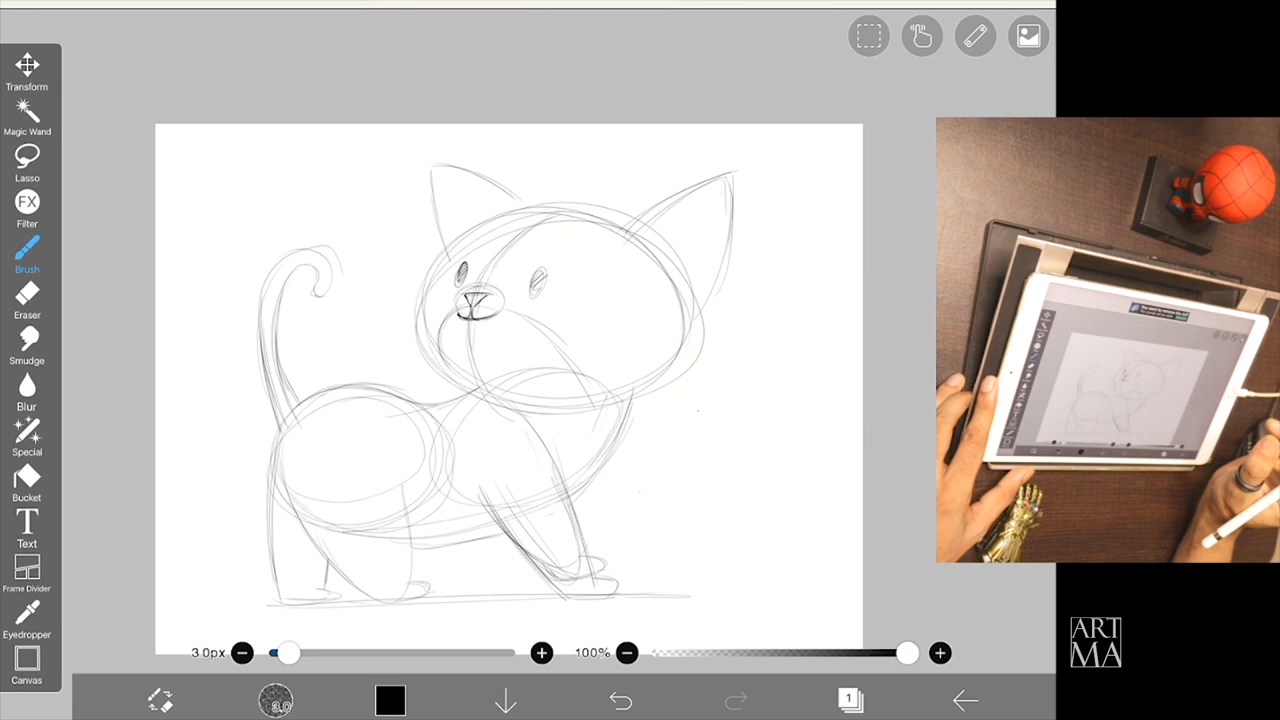 Transform
Magic Wand
Lasso
FX
Filter
Brush
Eraser
Smudge
Blur
Special
Bucket
T
Text
Frame Divider
Eyedropper
Canvas
3.0px
100%
3.0
1
ART
MA